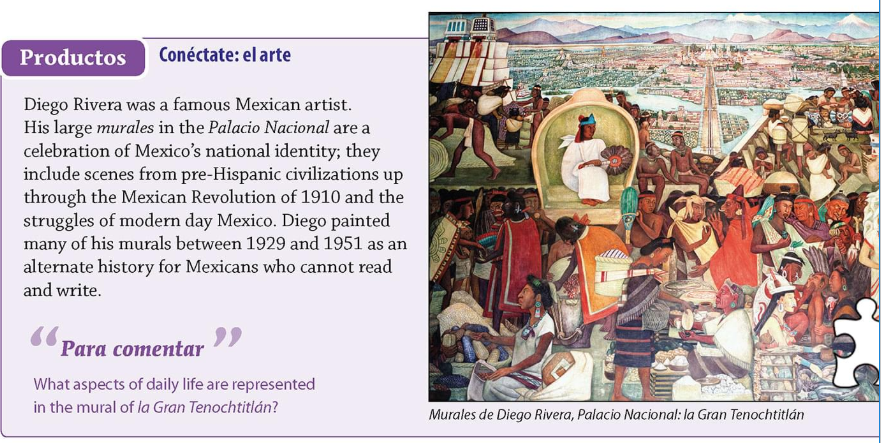 Productos
Conéctate: el arte
Diego Rivera was a famous Mexican artist.
His large murales in the Palacio Nacional are a
celebration of Mexico's national identity; they
include scenes from pre-Hispanic civilizations up
through the Mexican Revolution of 1910 and the
struggles of modern day Mexico. Diego painted
many of his murals between 1929 and 1951 as an
alternate history for Mexicans who cannot read
and write.
“Para comentar”
What aspects of daily life are represented
in the mural of la Gran Tenochtitlán?
Murales de Diego Rivera, Palacio Nacional: la Gran Tenochtitlán